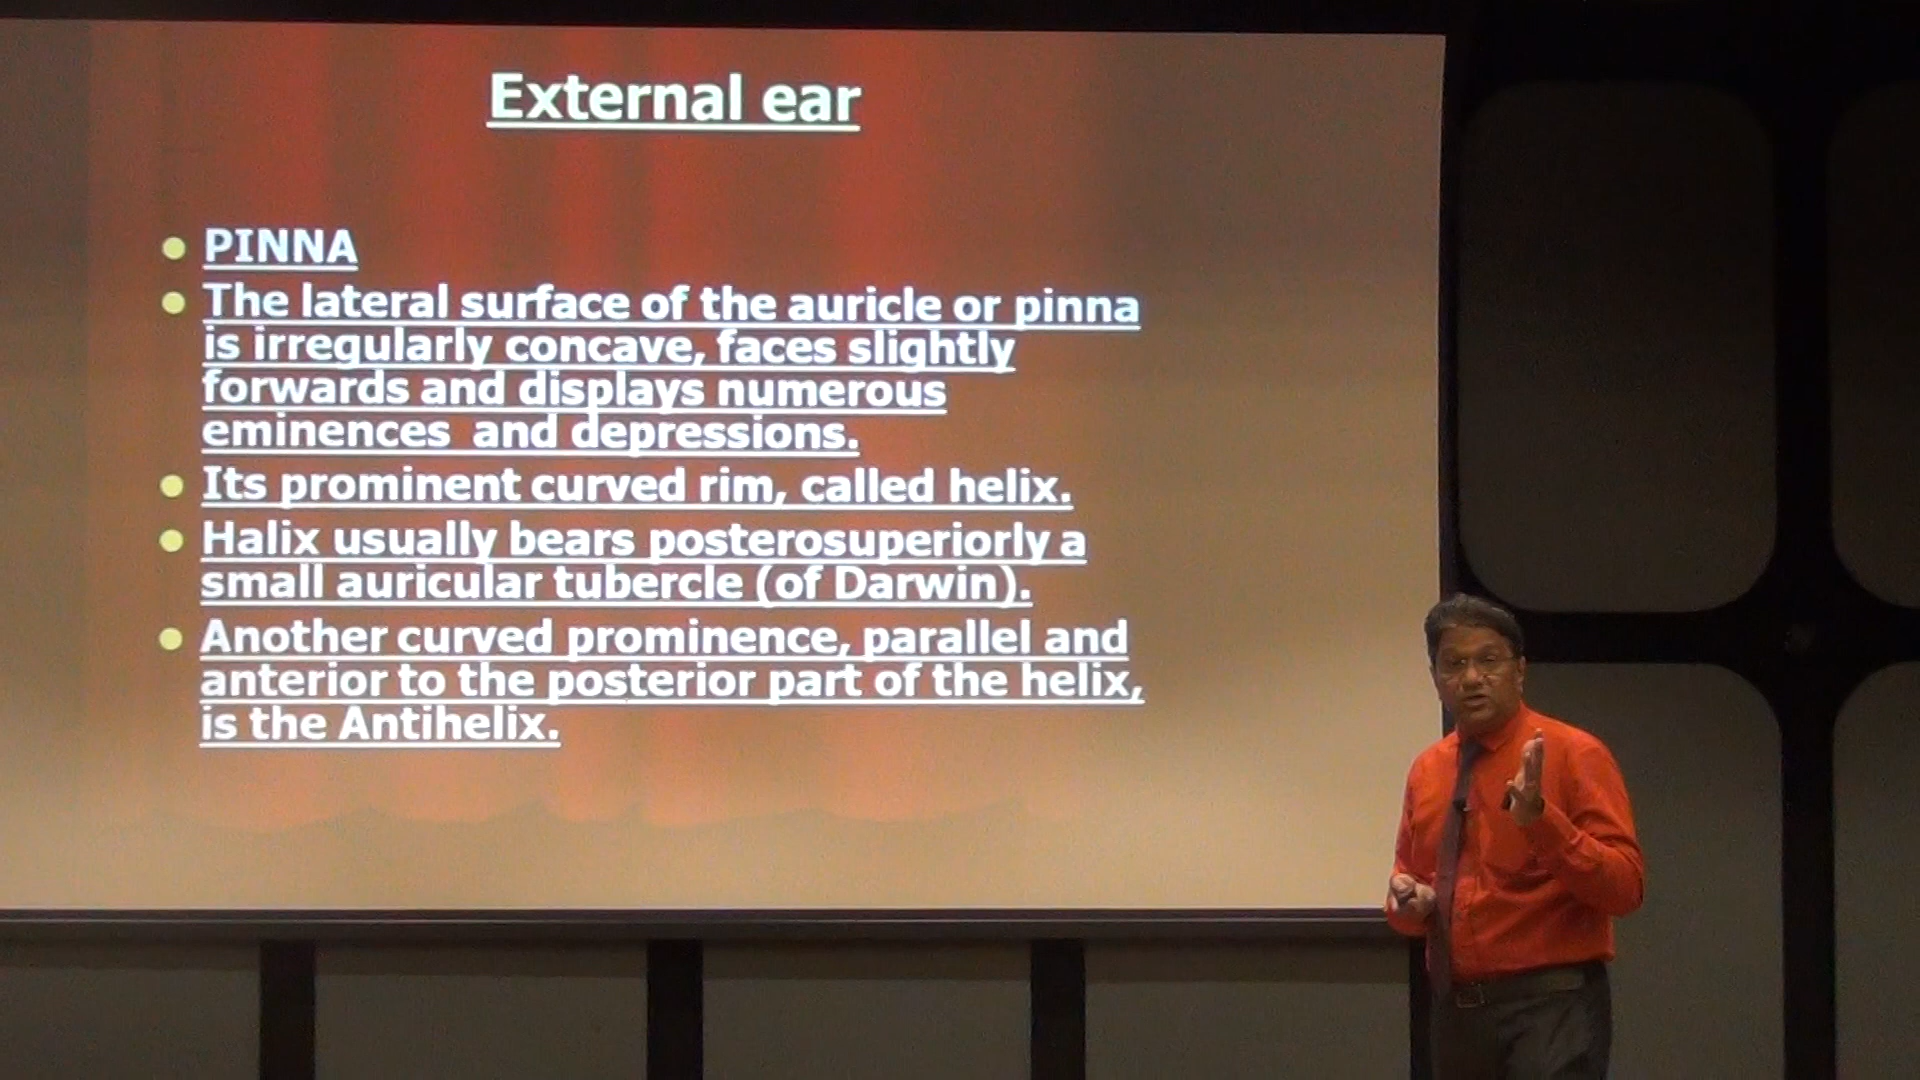 External ear
PINNA
The lateral surface of the auricle or pinna
is irregularly concave, faces slightly
forwards and displays numerous
eminences and depressions.
Its prominent curved rim, called helix.
Halix usually bears posterosuperiorly a
small auricular tubercle (of Darwin).
Another curved prominence, parallel and
anterior to the posterior part of the helix,
is the Antihelix.